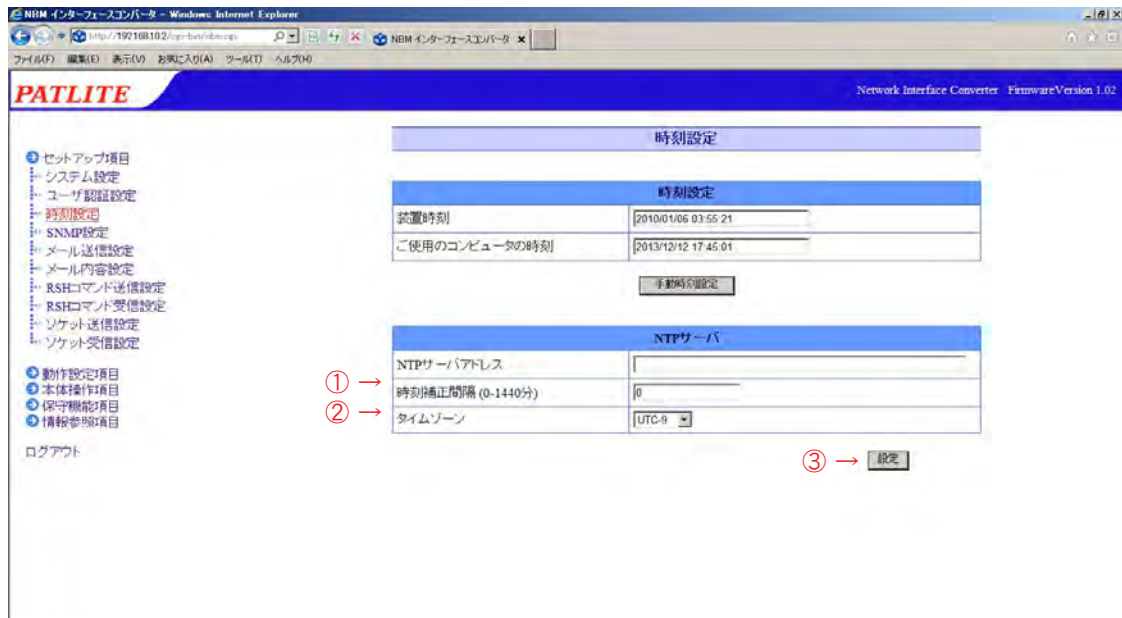 NBM インターフェースコンバータ - Windows Internet Explorer
NBM インターフェースコンバータ
ファイル(F) 編集(E) 表示(V) お気に入り(A) ツール(T) ヘルプ(H)
PATLITE
Network Interface Converter FirmwareVersion 1.02
時刻設定
セットアップ項目
システム設定
ユーザ認証設定
時刻設定
SNMP設定
メール送信設定
メール内容設定
RSHコマンド送信設定
RSHコマンド受信設定
ソケット送信設定
ソケット受信設定
動作設定項目
本体操作項目
保守機能項目
情報参照項目
ログアウト
時刻設定
装置時刻 2010/01/06 03:55:21
ご使用のコンピュータの時刻 2013/12/12 17:45:01
手動時刻設定
NTPサーバ
NTPサーバアドレス
① → 時刻補正間隔 (0-1440分) 0
② → タイムゾーン UTC-9
③ → 設定